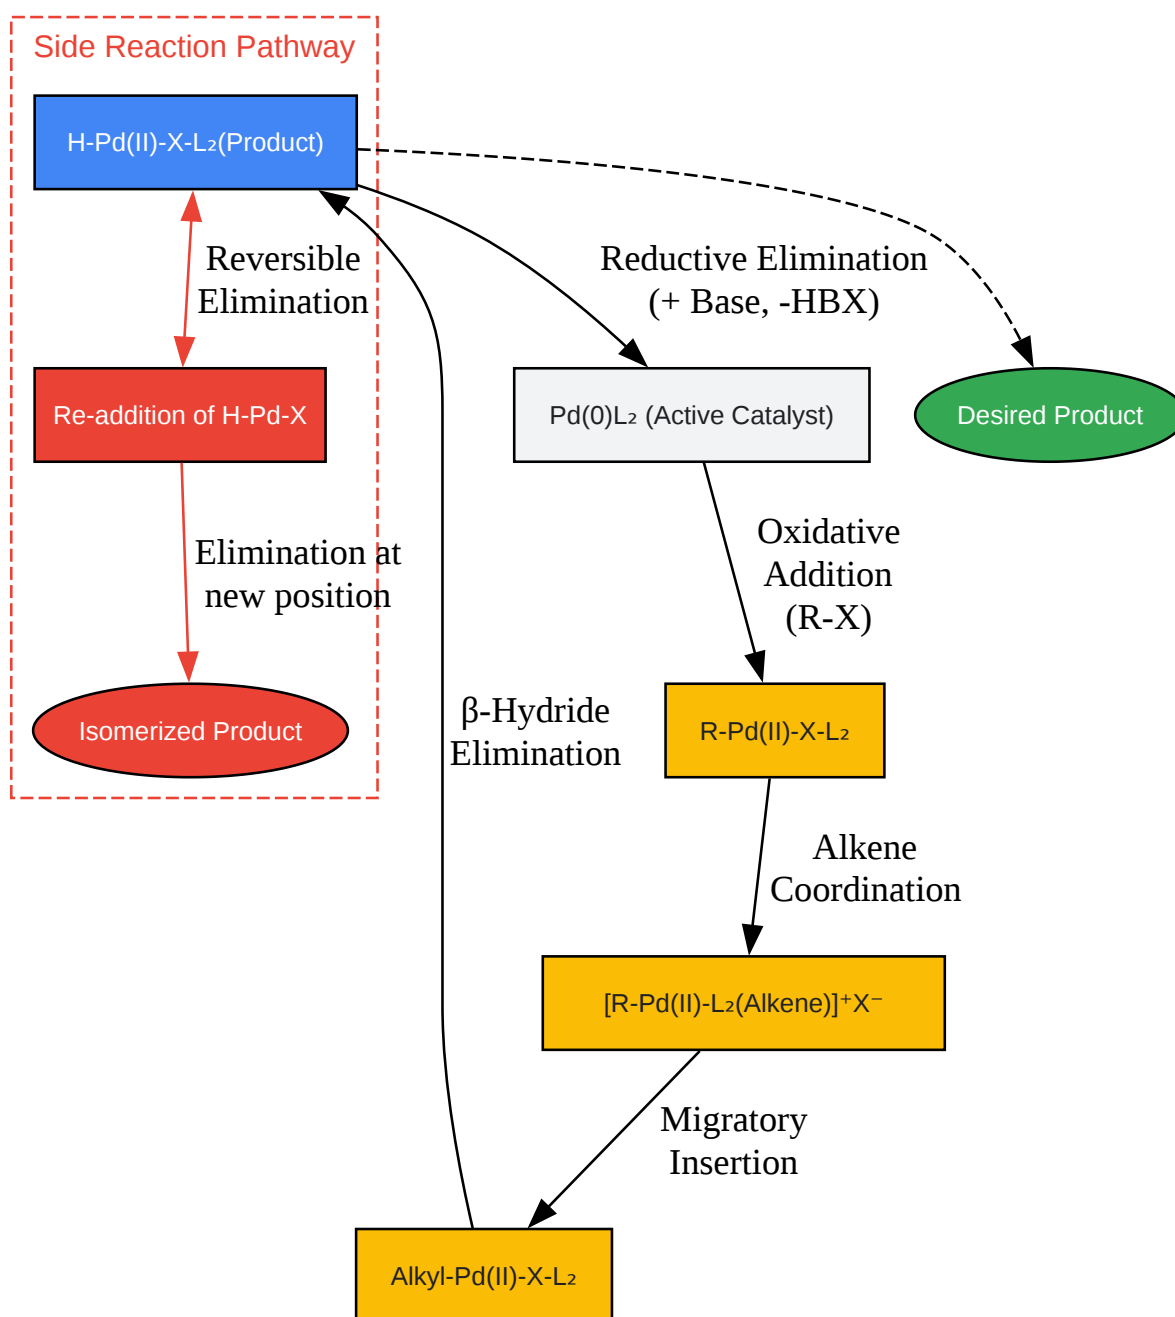 Side Reaction Pathway
H-Pd(II)-X-L₂(Product)
Reversible
Elimination
Reductive Elimination
(+ Base, -HBX)
Re-addition of H-Pd-X
Pd(0)L₂ (Active Catalyst)
Desired Product
Elimination at
new position
Oxidative
Addition
(R-X)
Isomerized Product
β-Hydride
Elimination
R-Pd(II)-X-L₂
Alkene
Coordination
[R-Pd(II)-L₂(Alkene)]⁺X⁻
Migratory
Insertion
Alkyl-Pd(II)-X-L₂